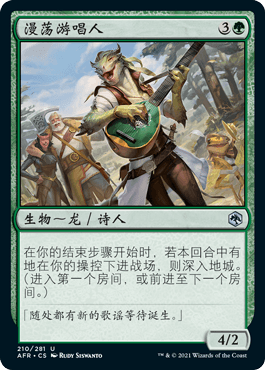 漫荡游唱人 3
生物～龙／诗人
在你的结束步骤开始时，若本回合中有
地在你的操控下进战场，则深入地城。
（进入第一个房间，或前进至下一个房
间。）
「随处都有新的歌谣等待诞生。」
4/2
210/281 U
AFR • CS RUDY SISWANTO
™ & © 2021 Wizards of the Coast